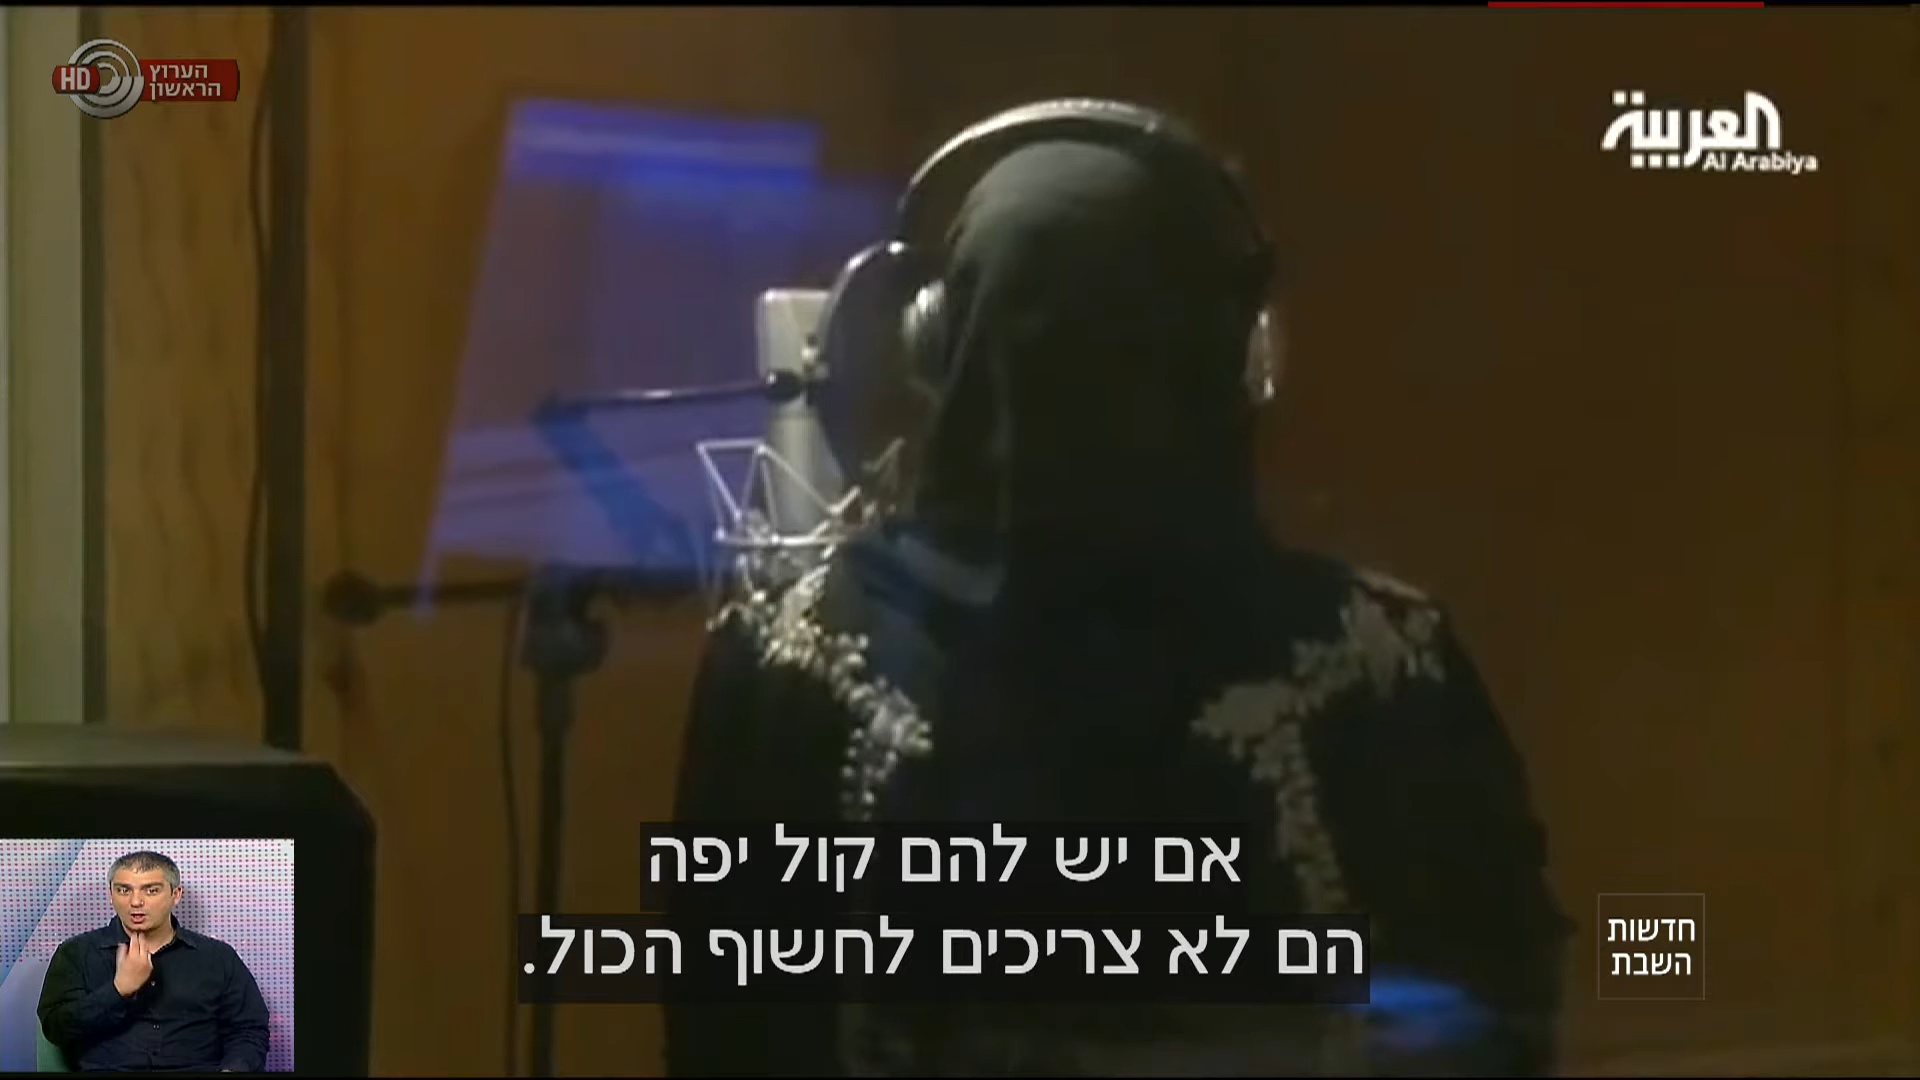 HD
הערוץ
הראשון
العربية
Al Arabiya
אם יש להם קול יפה
הם לא צריכים לחשוף הכול.
חדשות
השבת